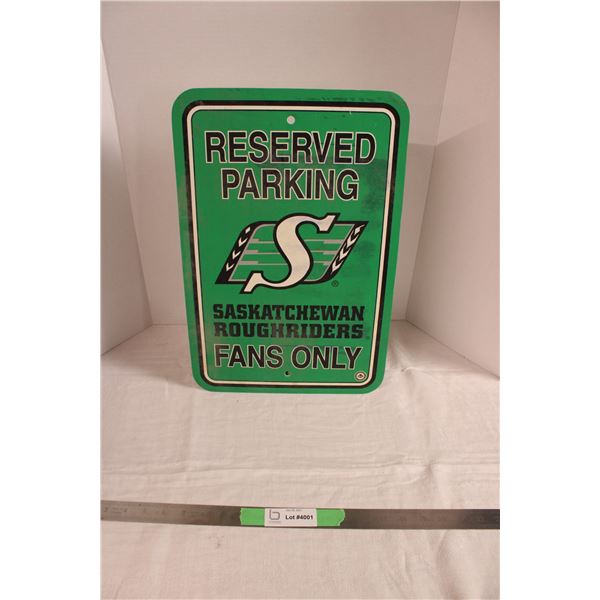 RESERVED
PARKING
S
®
SASKATCHEWAN
ROUGHRIDERS
FANS ONLY
Lot #4001